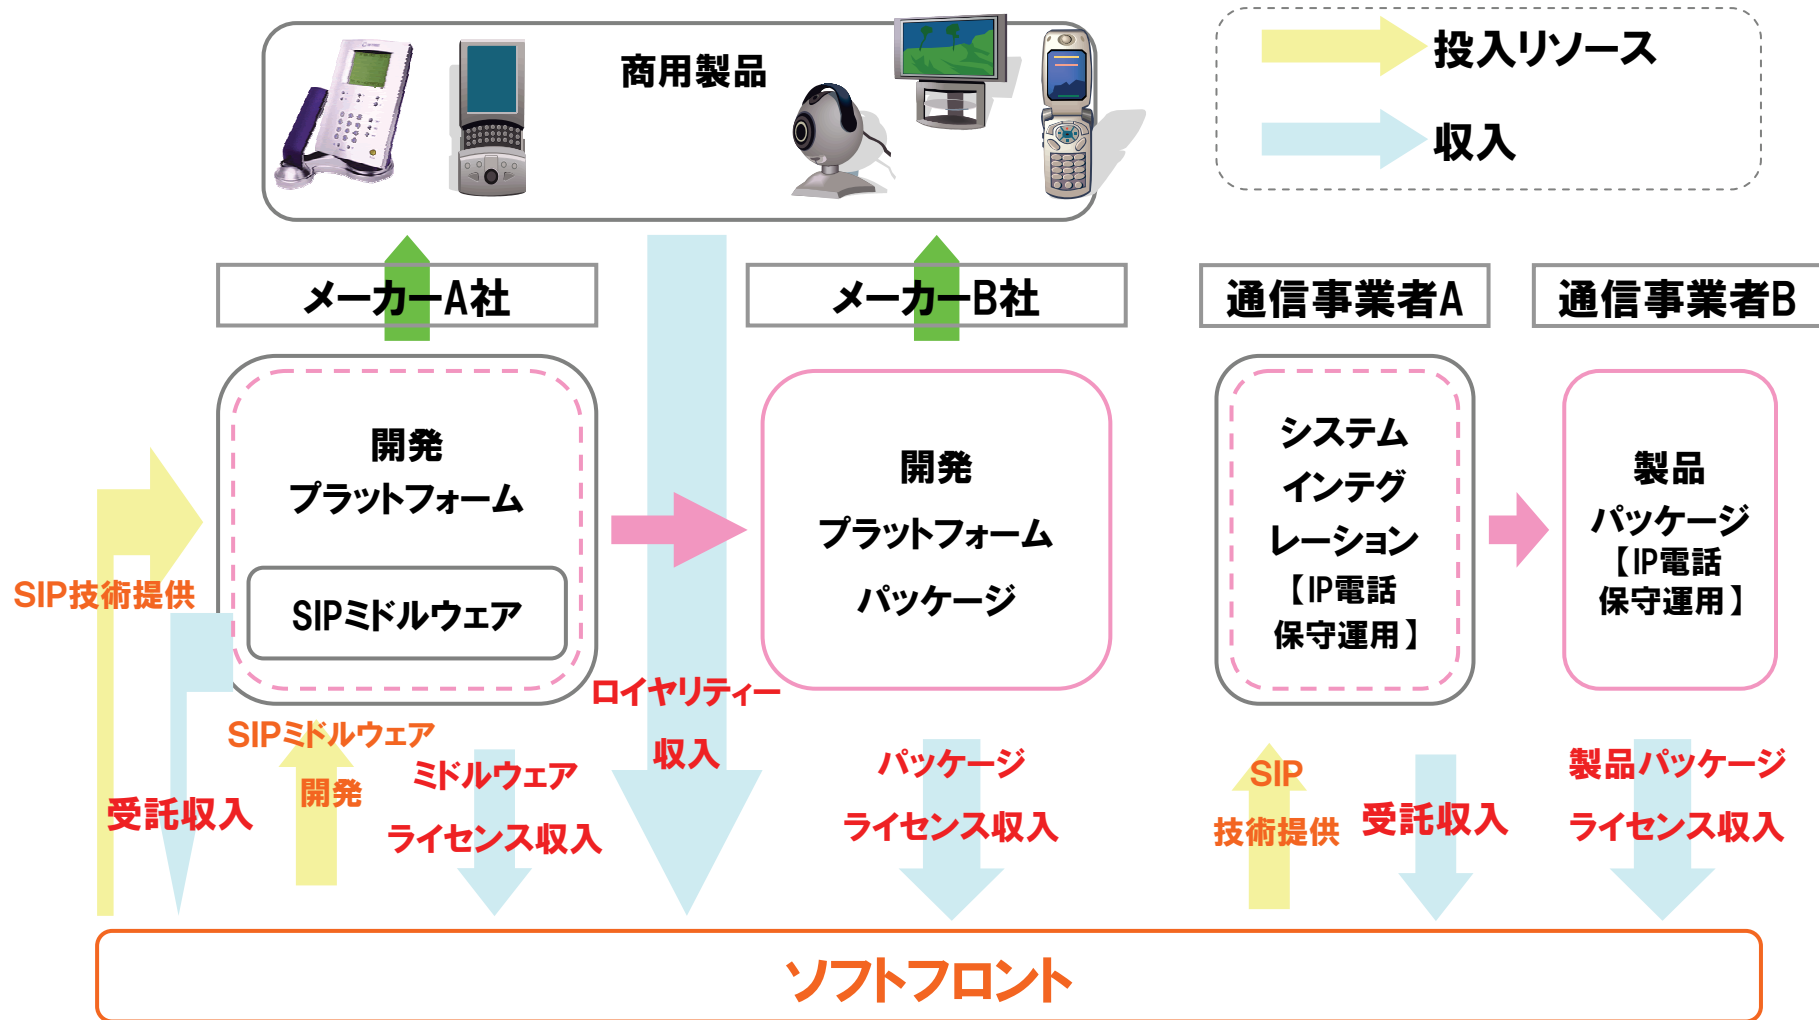 商用製品
投入リソース
収入
メーカーA社
メーカーB社
通信事業者A
通信事業者B
開発
プラットフォーム
SIPミドルウェア
開発
プラットフォーム
パッケージ
システム
インテグ
レーション
【IP電話
保守運用】
製品
パッケージ
【IP電話
保守運用】
SIP技術提供
受託収入
SIPミドルウェア
開発
ミドルウェア
ライセンス収入
ロイヤリティー
収入
パッケージ
ライセンス収入
SIP
技術提供
受託収入
製品パッケージ
ライセンス収入
ソフトフロント